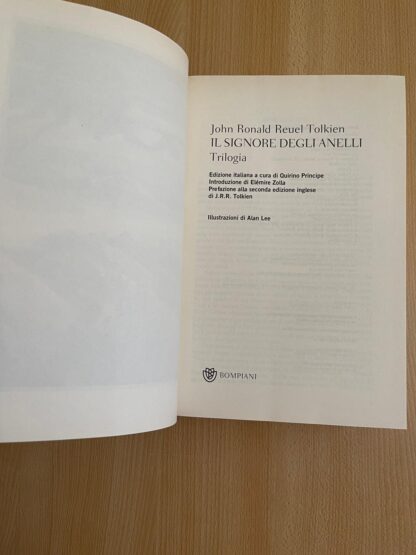 John Ronald Reuel Tolkien
IL SIGNORE DEGLI ANELLI
Trilogia
Edizione italiana a cura di Quirino Principe
Introduzione di Elémire Zolla
Prefazione alla seconda edizione inglese
di J.R.R. Tolkien
Illustrazioni di Alan Lee
BOMPIANI